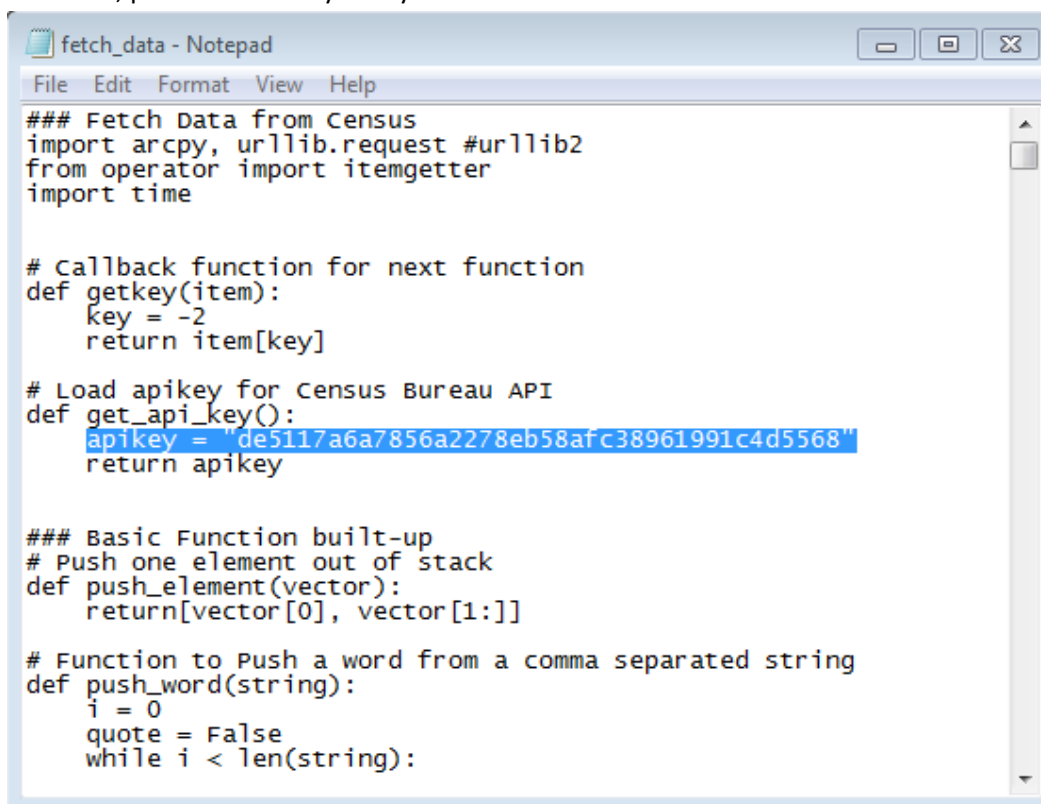 fetch_data - Notepad
File Edit Format View Help
### Fetch Data from Census
import arcpy, urllib.request #urllib2
from operator import itemgetter
import time
# Callback function for next function
def getkey(item):
    key = -2
    return item[key]
# Load apikey for Census Bureau API
def get_api_key():
    apikey = "de5117a6a7856a2278eb58afc38961991c4d5568"
    return apikey
### Basic Function built-up
# Push one element out of stack
def push_element(vector):
    return[vector[0], vector[1:]]
# Function to Push a word from a comma separated string
def push_word(string):
    i = 0
    quote = False
    while i < len(string):